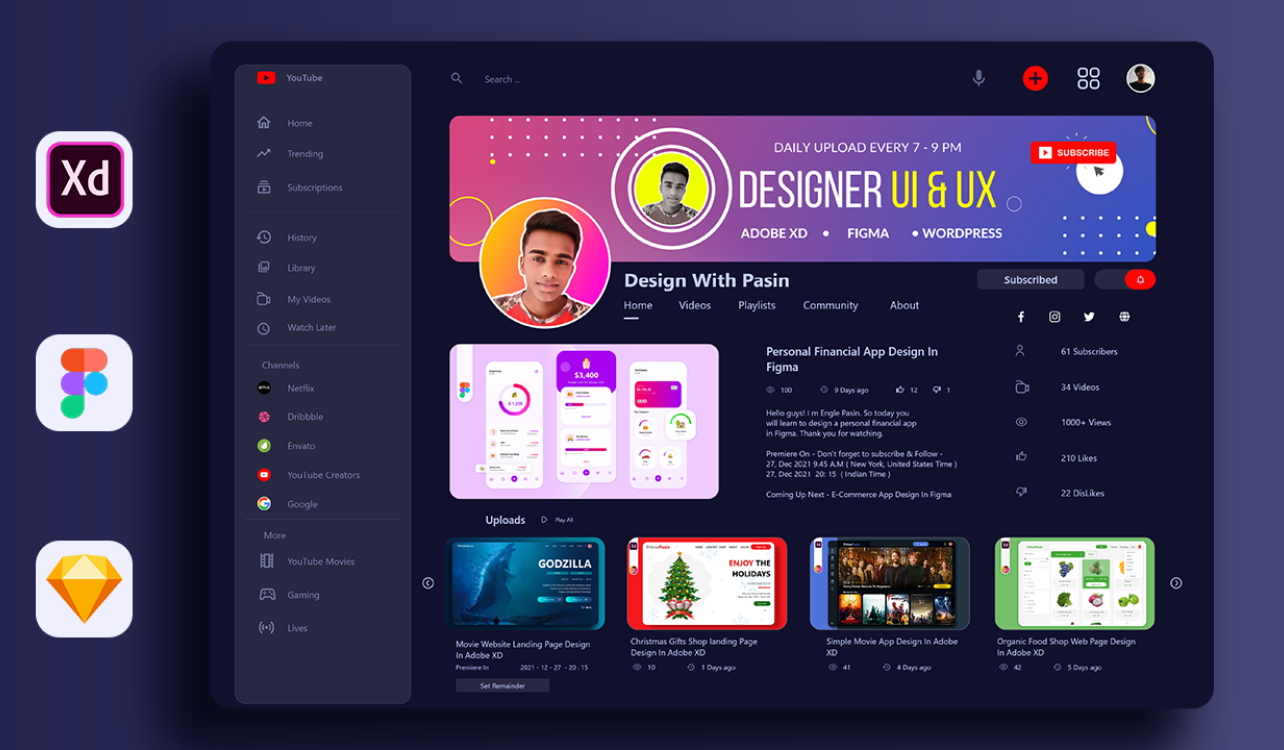 Xd
YouTube
Home
Trending
Subscriptions
History
Library
My Videos
Watch Later
Channels
Netflix
Dribbble
Envato
YouTube Creators
Google
More
YouTube Movies
Gaming
Lives
Search ...
DAILY UPLOAD EVERY 7 - 9 PM
SUBSCRIBE
DESIGNER UI & UX
ADOBE XD • FIGMA • WORDPRESS
Design With Pasin
Subscribed
Home Videos Playlists Community About
$3,400
Personal Financial App Design In
Figma
100 9 Days ago 12 1
Hello guys! I m Engle Pasin. So today you
will learn to design a personal financial app
in Figma. Thank you for watching.
Premiere On - Don't forget to subscribe & Follow -
27, Dec 2021 9.45 A.M ( New York, United States Time )
27, Dec 2021 20: 15 ( Indian Time )
Coming Up Next - E-Commerce App Design In Figma
61 Subscribers
34 Videos
1000+ Views
210 Likes
22 DisLikes
Uploads Play All
GODZILLA
Movie Website Landing Page Design
In Adobe XD
Premiere In 2021 - 12 - 27 - 20 : 15
Set Remainder
ENJOY THE
HOLIDAYS
Christmas Gifts Shop landing Page
Design In Adobe XD
10 1 Days ago
Simple Movie App Design In Adobe
XD
41 4 Days ago
Organic Food Shop Web Page Design
In Adobe XD
42 5 Days ago